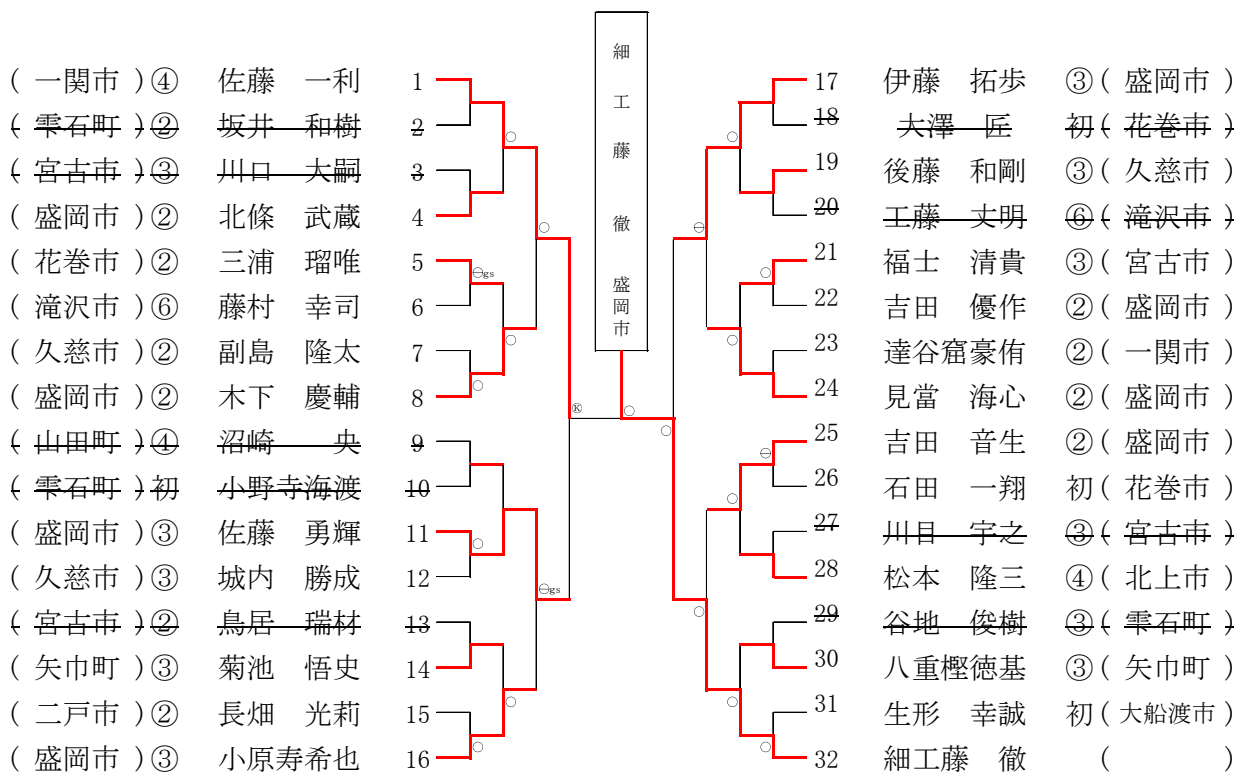 細工藤 徹 盛岡市
( 一関市 )④ 佐藤 一利 1
( 雫石町 )② 坂井 和樹 2
( 宮古市 )③ 川口 大嗣 3
( 盛岡市 )② 北條 武蔵 4
( 花巻市 )② 三浦 瑠唯 5
( 滝沢市 )⑥ 藤村 幸司 6
( 久慈市 )② 副島 隆太 7
( 盛岡市 )② 木下 慶輔 8
( 山田町 )④ 沼崎 央 9
( 雫石町 )初 小野寺海渡 10
( 盛岡市 )③ 佐藤 勇輝 11
( 久慈市 )③ 城内 勝成 12
( 宮古市 )② 鳥居 瑞材 13
( 矢巾町 )③ 菊池 悟史 14
( 二戸市 )② 長畑 光莉 15
( 盛岡市 )③ 小原寿希也 16
○
○
⊖gs
○
○
Ⓚ
○
⊖gs
○
○
○
○
○
⊖
○
○
⊖
○
○
○
○
17 伊藤 拓歩 ③( 盛岡市 )
18 大澤 匠 初( 花巻市 )
19 後藤 和剛 ③( 久慈市 )
20 工藤 丈明 ⑥( 滝沢市 )
21 福士 清貴 ③( 宮古市 )
22 吉田 優作 ②( 盛岡市 )
23 達谷窟豪侑 ②( 一関市 )
24 見當 海心 ②( 盛岡市 )
25 吉田 音生 ②( 盛岡市 )
26 石田 一翔 初( 花巻市 )
27 川目 宇之 ③( 宮古市 )
28 松本 隆三 ④( 北上市 )
29 谷地 俊樹 ③( 雫石町 )
30 八重樫徳基 ③( 矢巾町 )
31 生形 幸誠 初( 大船渡市 )
32 細工藤 徹 ( )